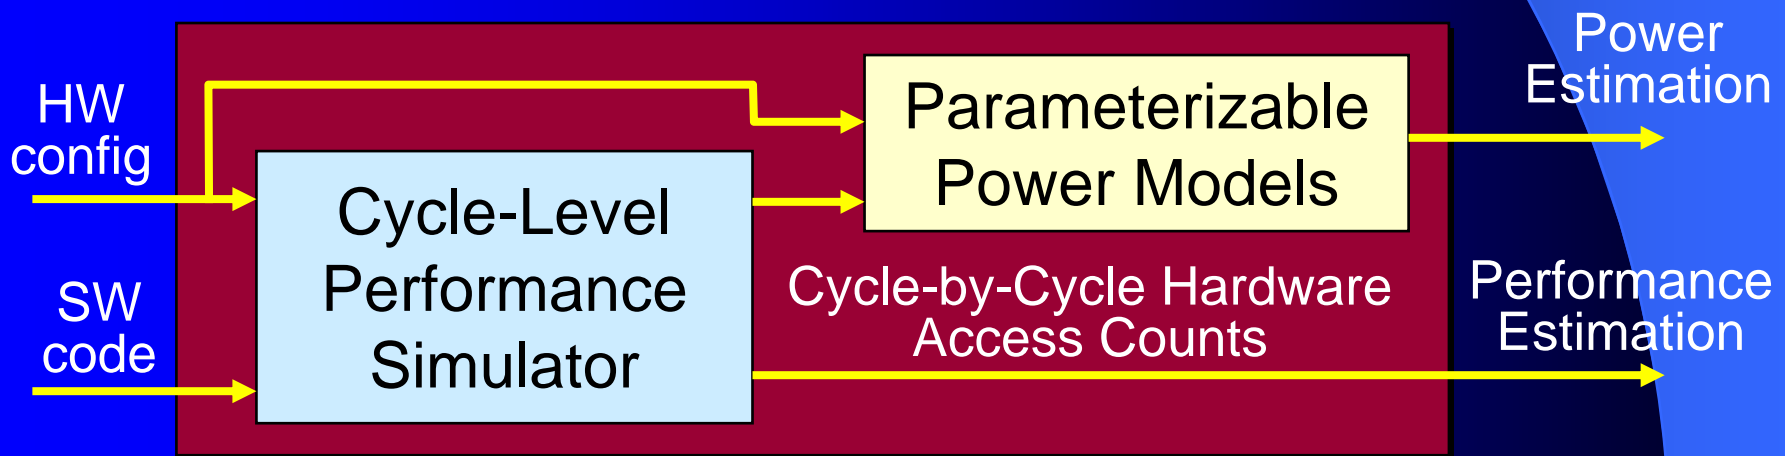 HW
config
SW
code
Cycle-Level
Performance
Simulator
Parameterizable
Power Models
Cycle-by-Cycle Hardware
Access Counts
Power
Estimation
Performance
Estimation